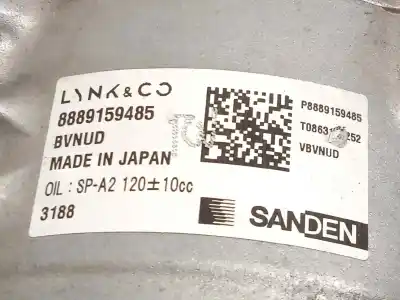 LYNK & CO
8889159485
BVNUD
MADE IN JAPAN
OIL : SP-A2 120±10cc
3188
P8889159485
VBVNUD
SANDEN